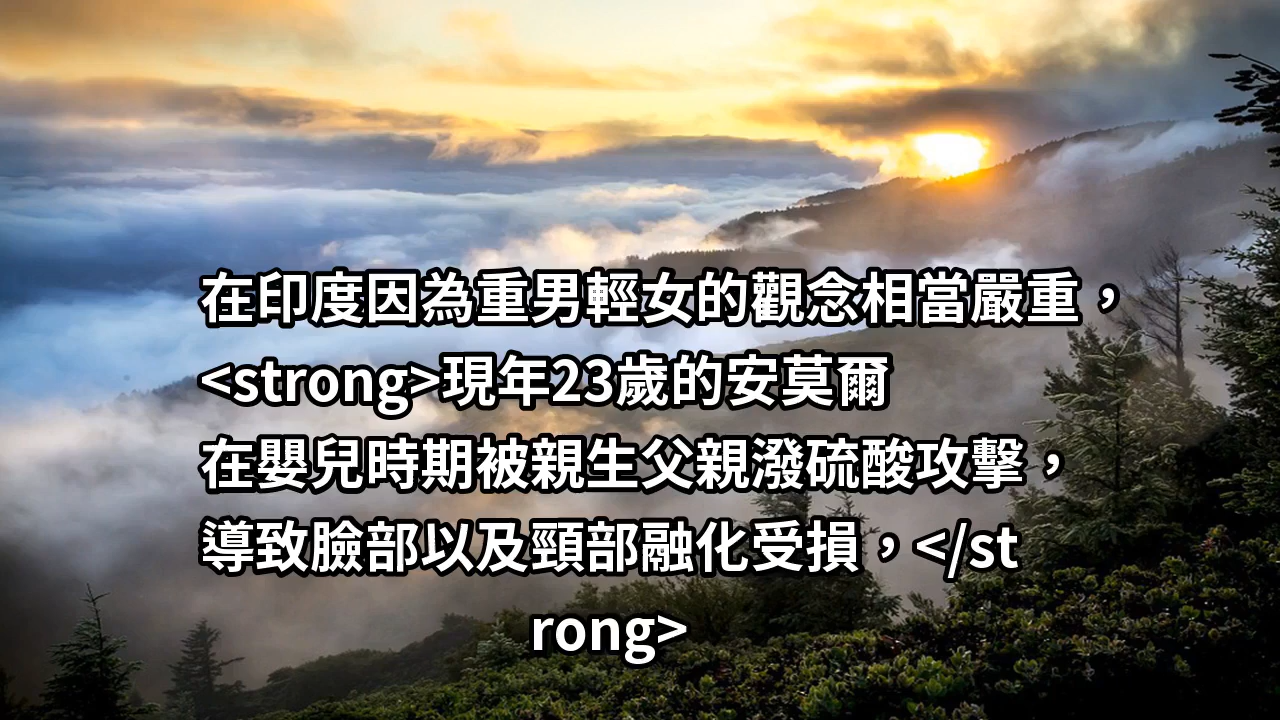 在印度因為重男輕女的觀念相當嚴重，
<strong>現年23歲的安莫爾
在嬰兒時期被親生父親潑硫酸攻擊，
導致臉部以及頸部融化受損，</st
rong>